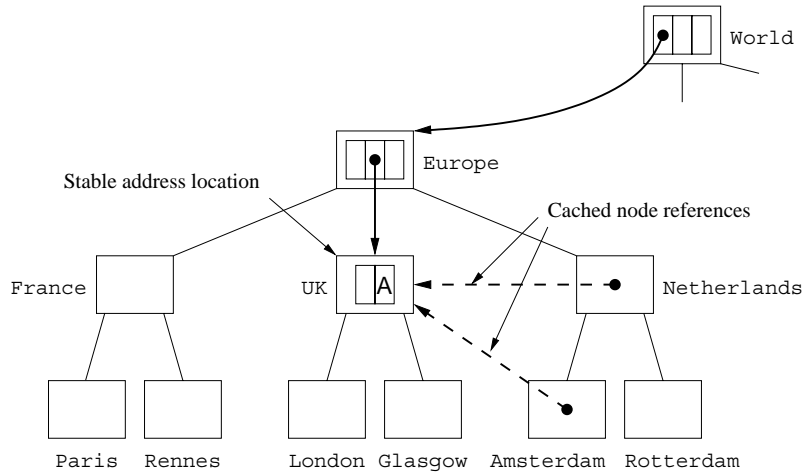 World
Europe
Stable address location
Cached node references
France
UK
A
Netherlands
Paris
Rennes
London
Glasgow
Amsterdam
Rotterdam